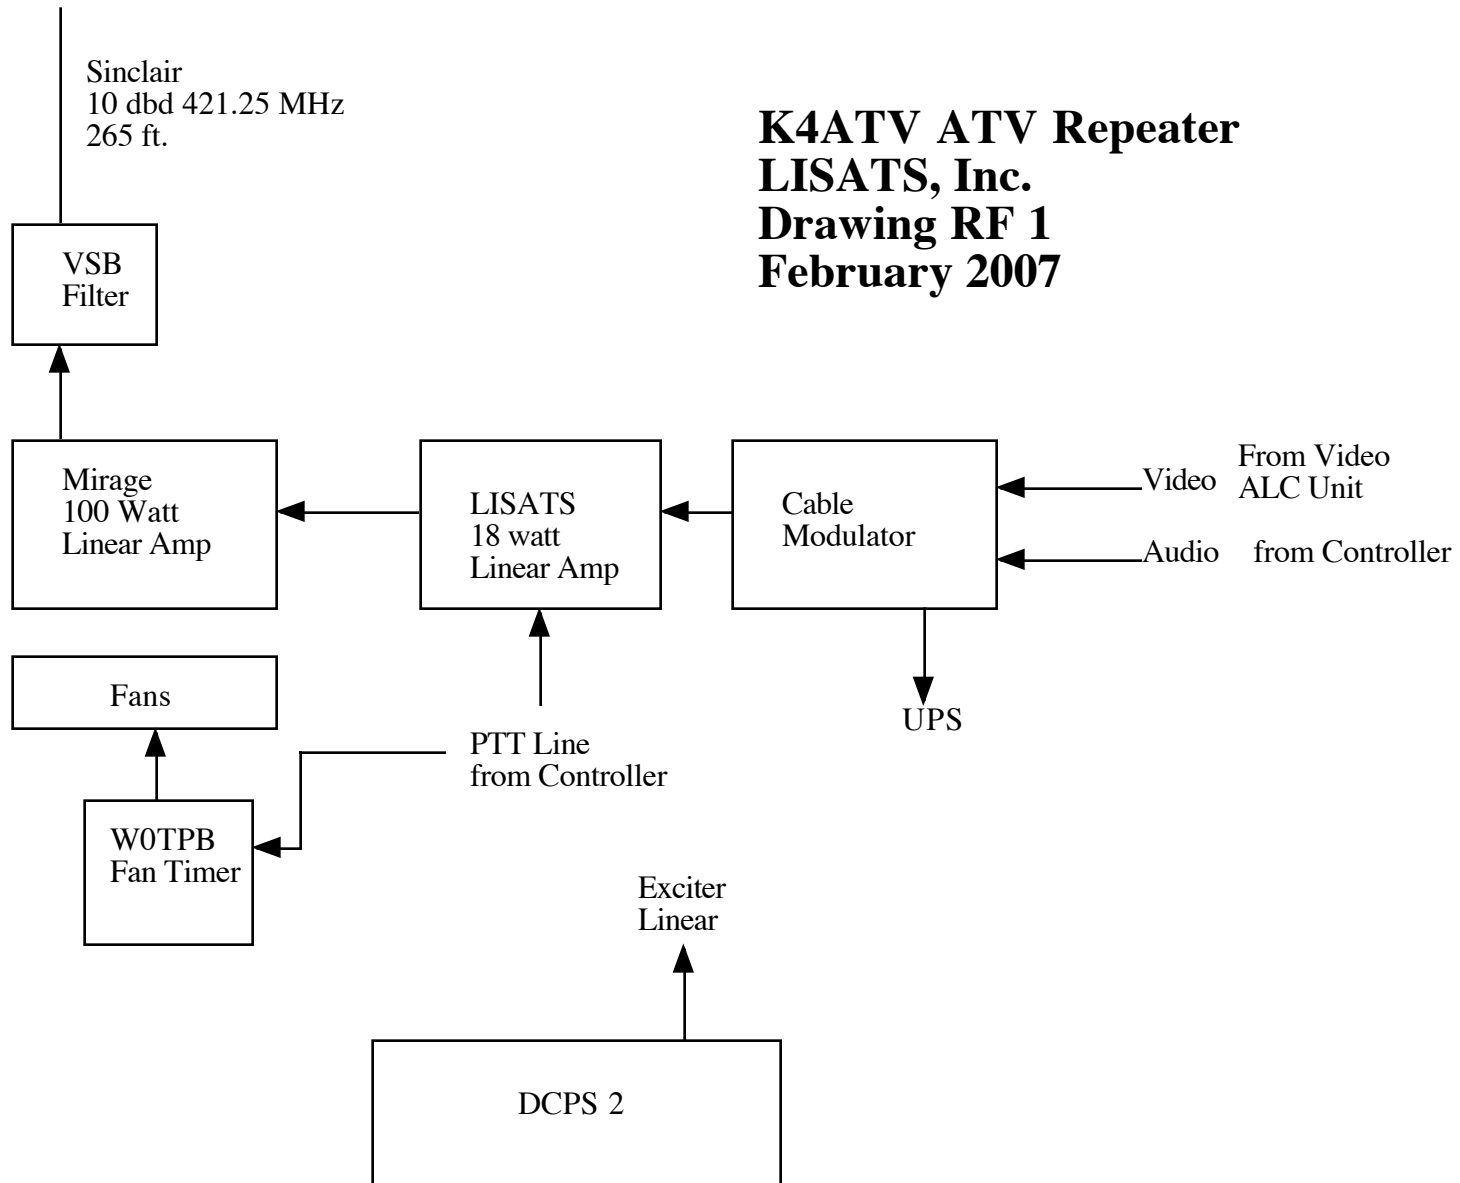 Sinclair
10 dbd 421.25 MHz
265 ft.
K4ATV ATV Repeater
LISATS, Inc.
Drawing RF 1
February 2007
VSB
Filter
Mirage
100 Watt
Linear Amp
LISATS
18 watt
Linear Amp
Cable
Modulator
Video
From Video
ALC Unit
Audio from Controller
Fans
UPS
PTT Line
from Controller
W0TPB
Fan Timer
Exciter
Linear
DCPS 2